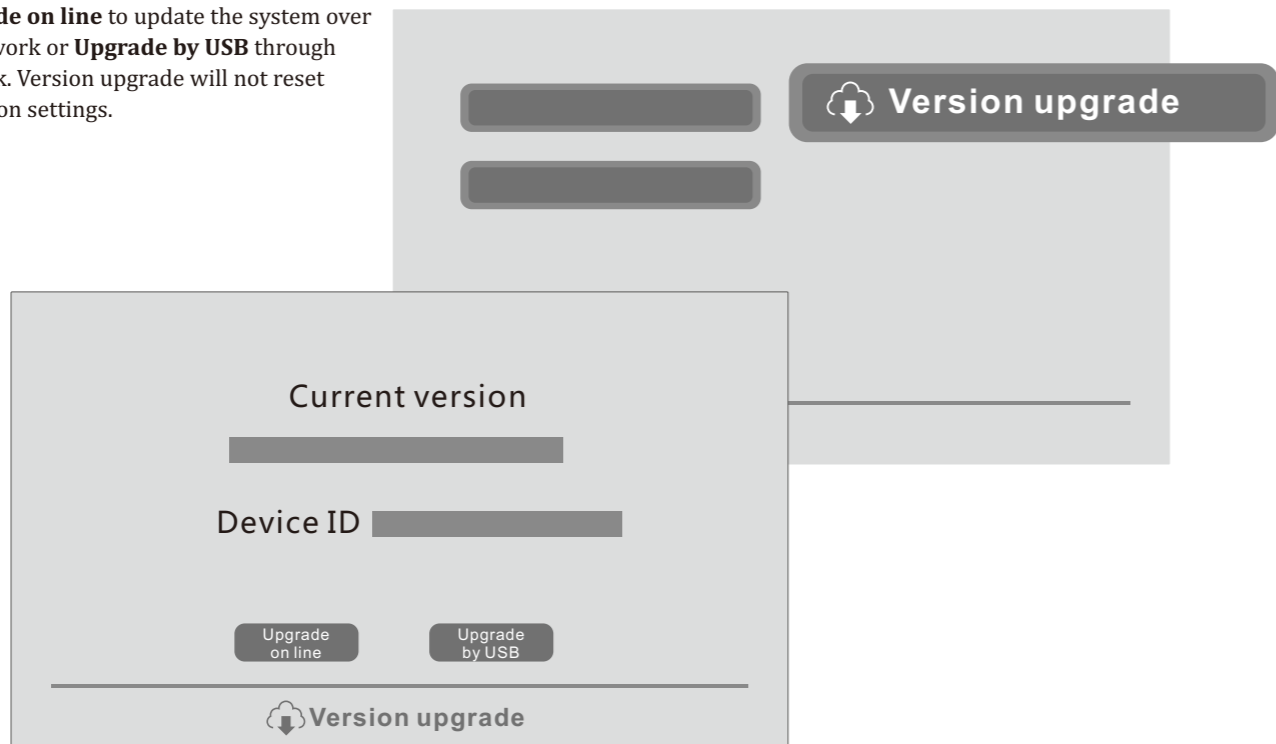 de on line to update the system over
work or Upgrade by USB through
k. Version upgrade will not reset
on settings.
Version upgrade
Current version
Device ID
Upgrade
on line
Upgrade
by USB
Version upgrade